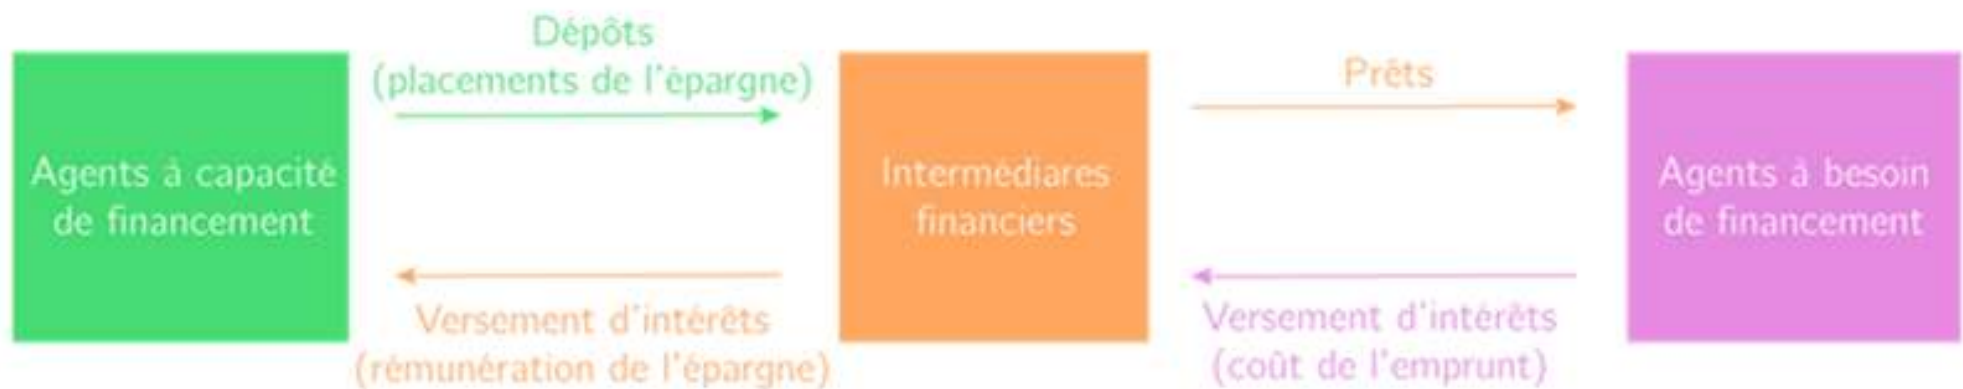 Dépôts
(placements de l'épargne)
Prêts
Agents à capacité
de financement
Intermédiares
financiers
Agents à besoin
de financement
Versement d'intérêts
(rémunération de l'épargne)
Versement d'intérêts
(coût de l'emprunt)